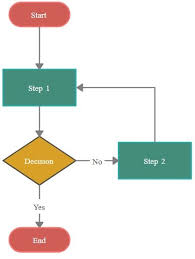 Start
Step 1
Decision
No
Step 2
Yes
End